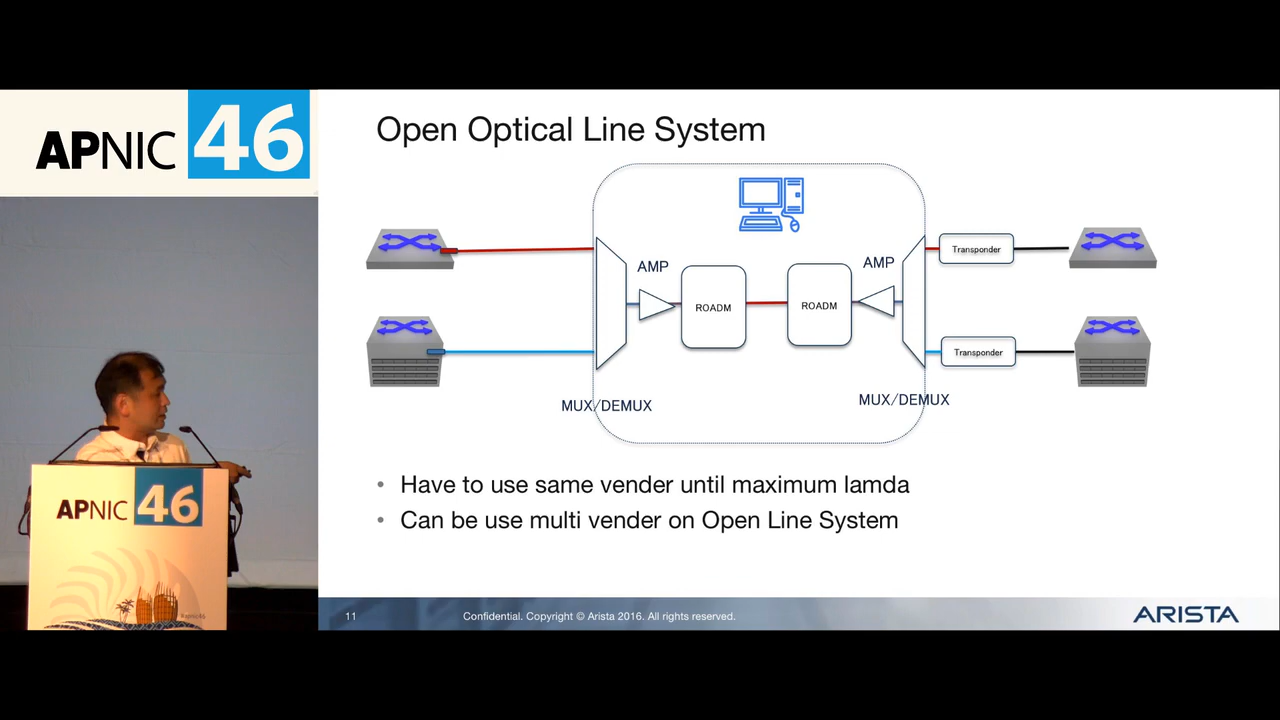 APNIC 46
Open Optical Line System
AMP
AMP
Transponder
ROADM
ROADM
Transponder
MUX/DEMUX
MUX/DEMUX
• Have to use same vender until maximum lamda
• Can be use multi vender on Open Line System
APNIC 46
#apnic46
11
Confidential. Copyright © Arista 2016. All rights reserved.
ARISTA